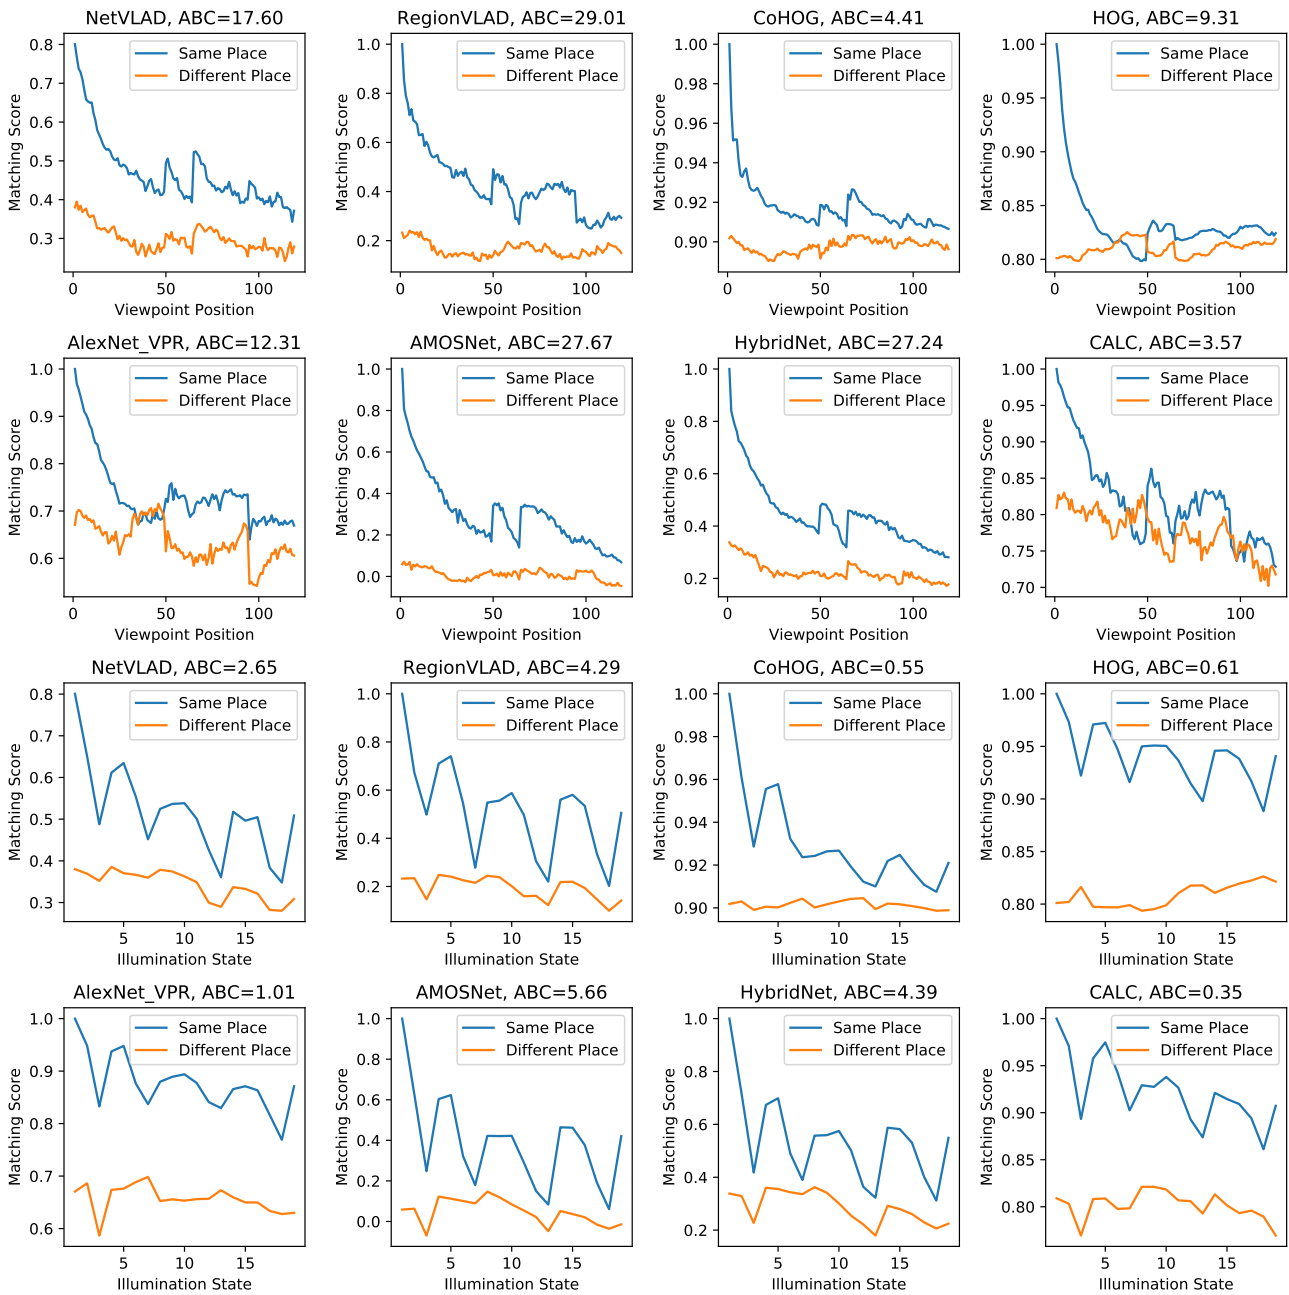 NetVLAD, ABC=17.60
RegionVLAD, ABC=29.01
CoHOG, ABC=4.41
HOG, ABC=9.31
Matching Score
0.8
0.7
0.6
0.5
0.4
0.3
Same Place
Different Place
0
50
100
Viewpoint Position
Matching Score
1.0
0.8
0.6
0.4
0.2
Same Place
Different Place
0
50
100
Viewpoint Position
Matching Score
1.00
0.98
0.96
0.94
0.92
0.90
Same Place
Different Place
0
50
100
Viewpoint Position
Matching Score
1.00
0.95
0.90
0.85
0.80
Same Place
Different Place
0
50
100
Viewpoint Position
AlexNet_VPR, ABC=12.31
AMOSNet, ABC=27.67
HybridNet, ABC=27.24
CALC, ABC=3.57
Matching Score
1.0
0.9
0.8
0.7
0.6
Same Place
Different Place
0
50
100
Viewpoint Position
Matching Score
1.0
0.8
0.6
0.4
0.2
0.0
Same Place
Different Place
0
50
100
Viewpoint Position
Matching Score
1.0
0.8
0.6
0.4
0.2
Same Place
Different Place
0
50
100
Viewpoint Position
Matching Score
1.00
0.95
0.90
0.85
0.80
0.75
0.70
Same Place
Different Place
0
50
100
Viewpoint Position
NetVLAD, ABC=2.65
RegionVLAD, ABC=4.29
CoHOG, ABC=0.55
HOG, ABC=0.61
Matching Score
0.8
0.7
0.6
0.5
0.4
0.3
Same Place
Different Place
5
10
15
Illumination State
Matching Score
1.0
0.8
0.6
0.4
0.2
Same Place
Different Place
5
10
15
Illumination State
Matching Score
1.00
0.98
0.96
0.94
0.92
0.90
Same Place
Different Place
5
10
15
Illumination State
Matching Score
1.00
0.95
0.90
0.85
0.80
Same Place
Different Place
5
10
15
Illumination State
AlexNet_VPR, ABC=1.01
AMOSNet, ABC=5.66
HybridNet, ABC=4.39
CALC, ABC=0.35
Matching Score
1.0
0.9
0.8
0.7
0.6
Same Place
Different Place
5
10
15
Illumination State
Matching Score
1.0
0.8
0.6
0.4
0.2
0.0
Same Place
Different Place
5
10
15
Illumination State
Matching Score
1.0
0.8
0.6
0.4
0.2
Same Place
Different Place
5
10
15
Illumination State
Matching Score
1.00
0.95
0.90
0.85
0.80
Same Place
Different Place
5
10
15
Illumination State